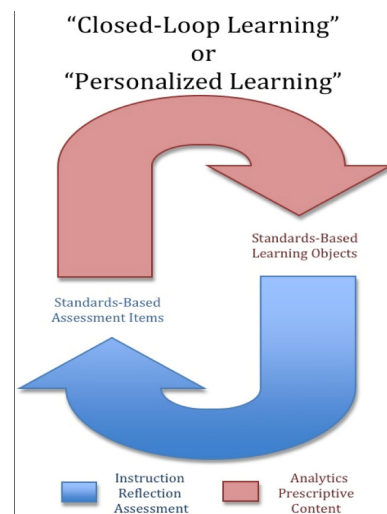 “Closed-Loop Learning”
or
“Personalized Learning”
Standards-Based
Learning Objects
Standards-Based
Assessment Items
Instruction
Reflection
Assessment
Analytics
Prescriptive
Content